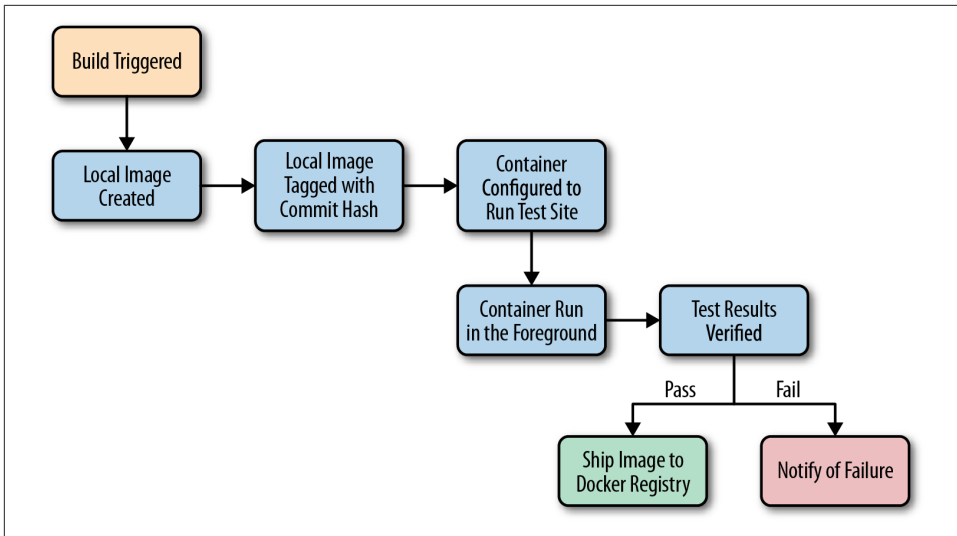 Build Triggered
Local Image
Created
Local Image
Tagged with
Commit Hash
Container
Configured to
Run Test Site
Container Run
in the Foreground
Test Results
Verified
Pass
Fail
Ship Image to
Docker Registry
Notify of Failure